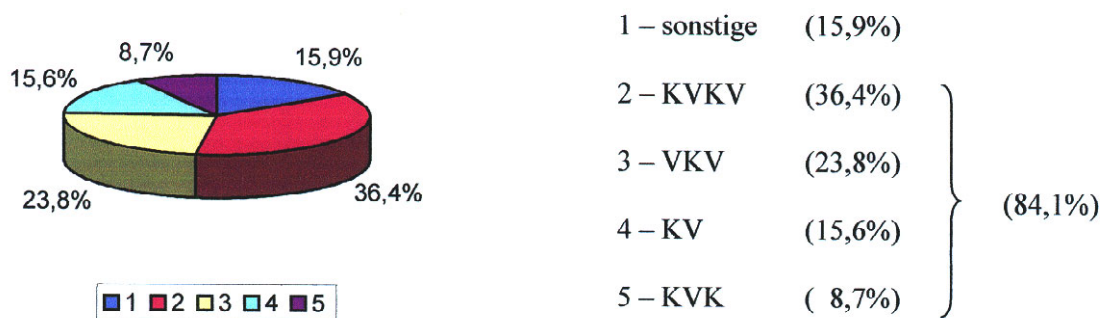 8,7%
15,9%
15,6%
23,8%
36,4%
1 2 3 4 5
1 – sonstige (15,9%)
2 – KVKV (36,4%)
3 – VKV (23,8%)
(84,1%)
4 – KV (15,6%)
5 – KVK ( 8,7%)